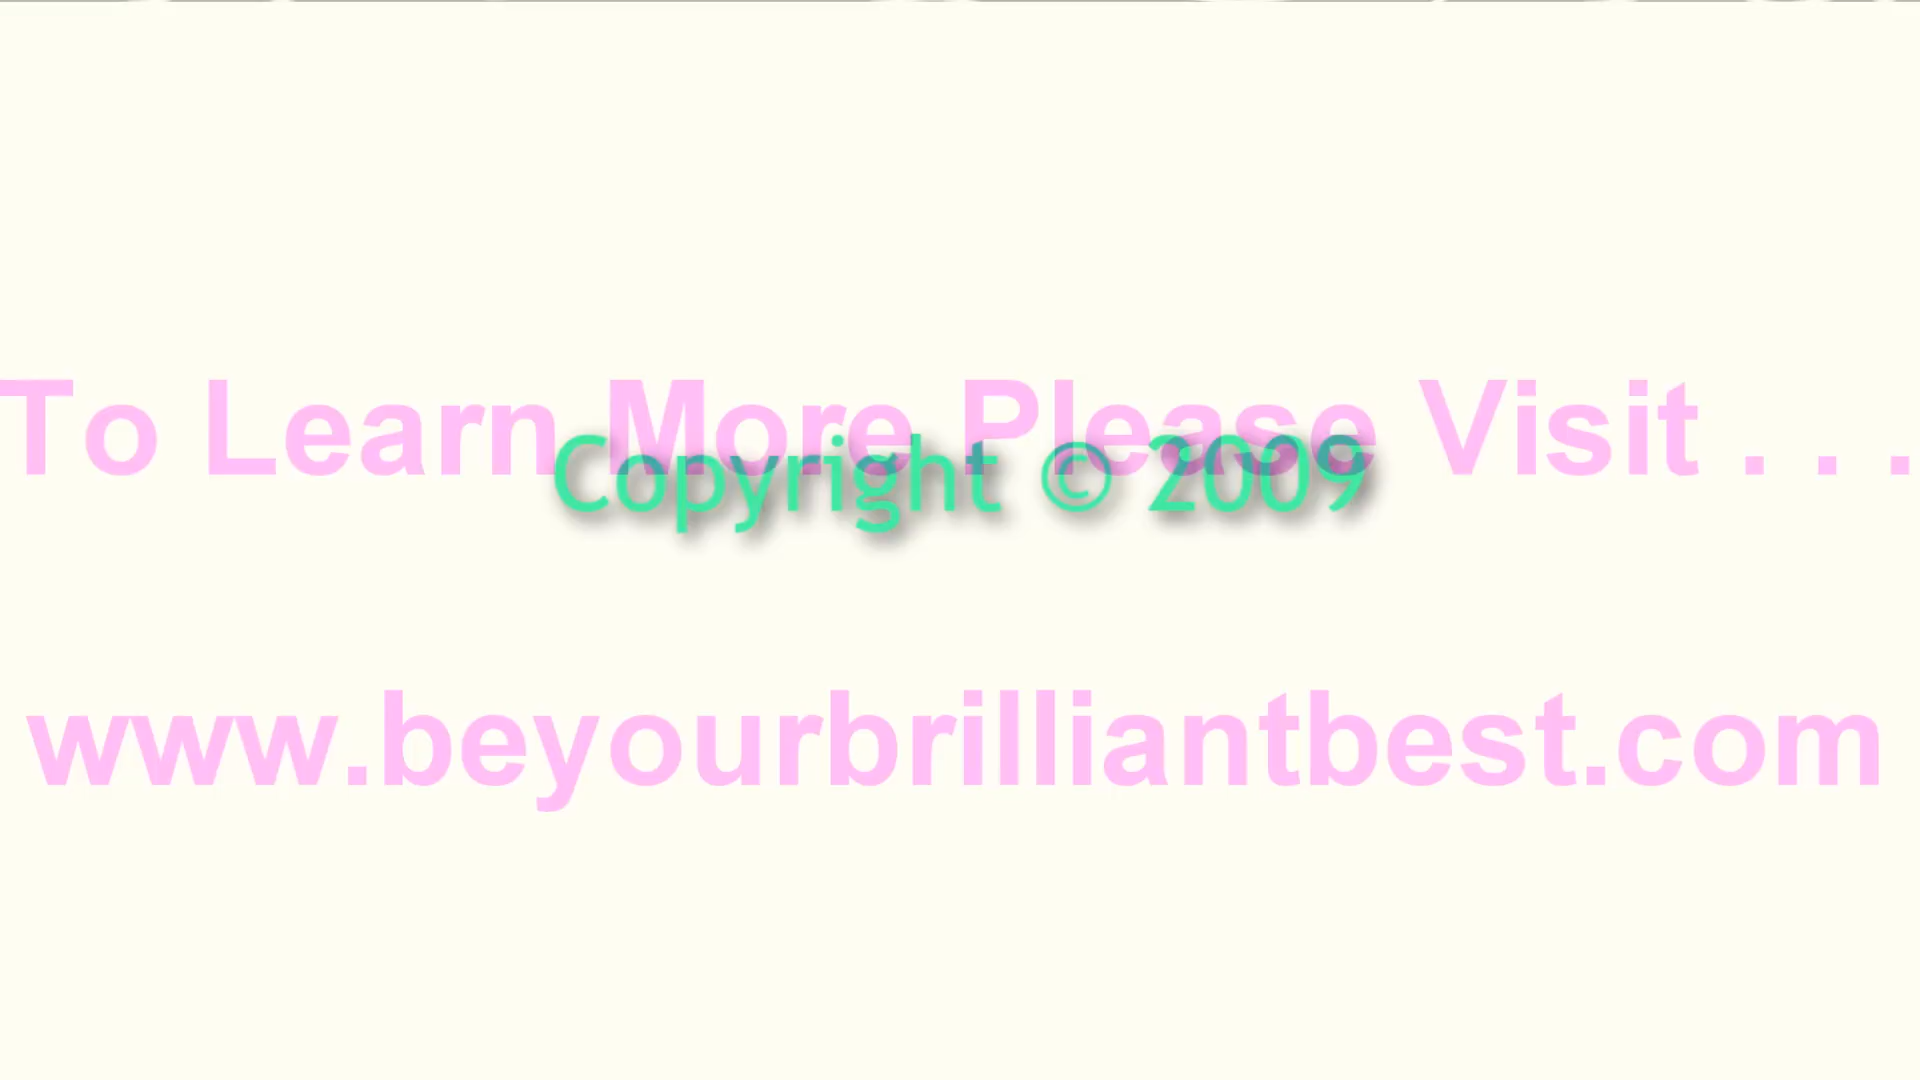 To Learn More Please Visit . . .
Copyright © 2009
www.beyourbrilliantbest.com